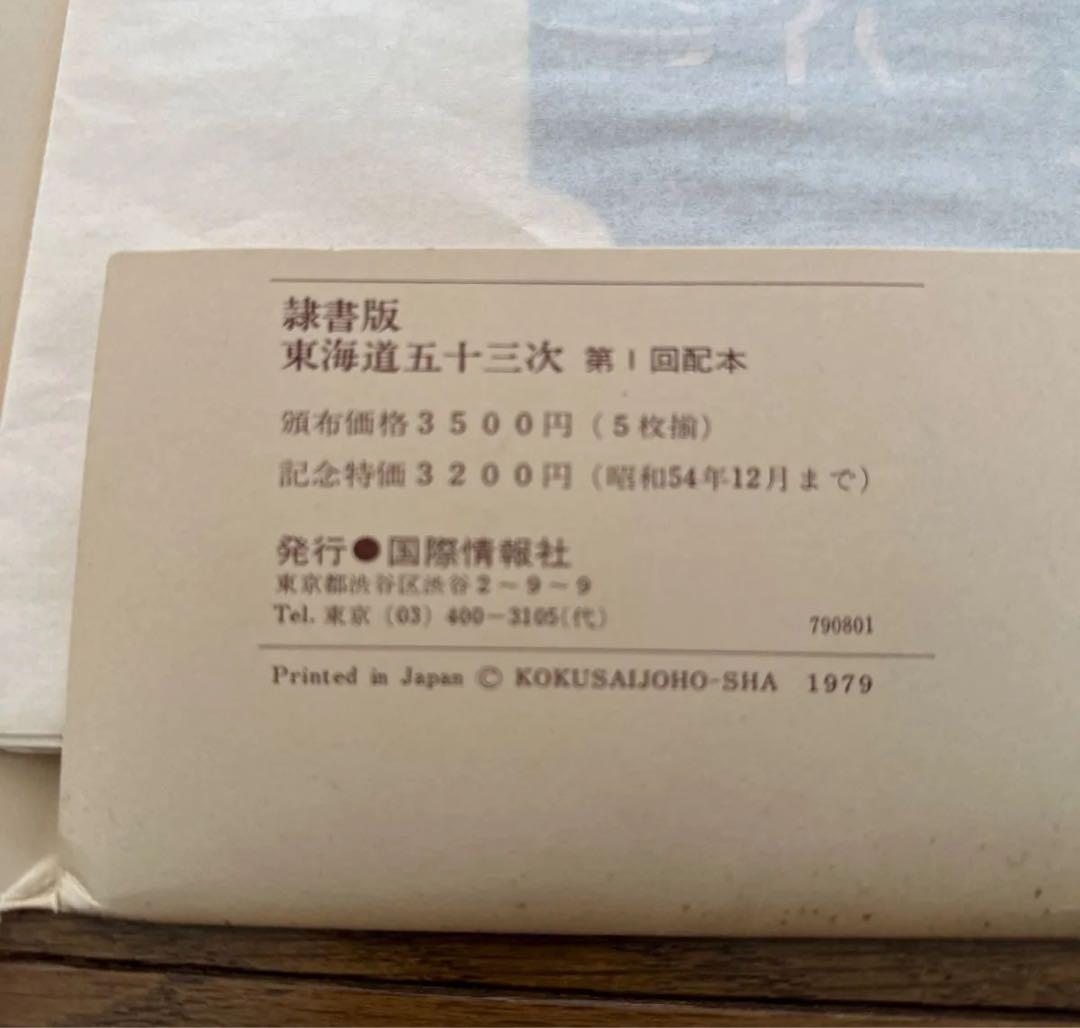 隷書版
東海道五十三次 第1回配本
頒布価格3500円(5枚揃)
記念特価3200円(昭和54年12月まで)
発行●国際情報社
東京都渋谷区渋谷2〜9〜9
Tel. 東京 (03) 400−3105(代)
790801
Printed in Japan © KOKUSAIJOHO-SHA 1979